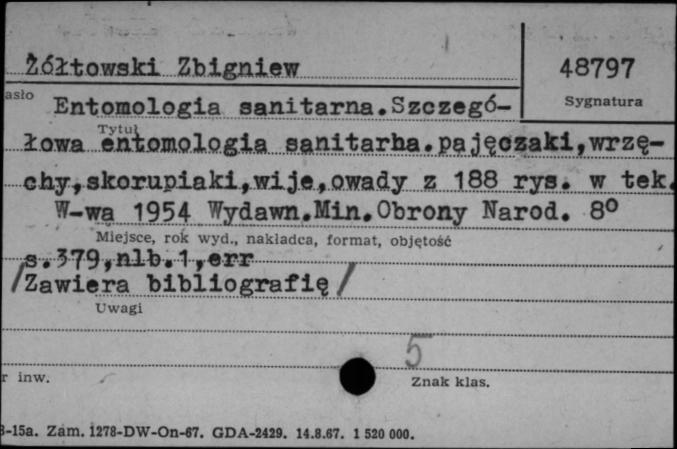 Żółtowski Zbigniew
48797
asło
Sygnatura
Entomologia sanitarna.Szczegó-
Tytuł
łowa entomologia sanitarha.pajęczaki,wrzę-
chy,skorupiaki,wije,owady z 188 rys. w tek.
W-wa 1954 Wydawn.Min.Obrony Narod. 8°
Miejsce, rok wyd., nakładca, format, objętość
s.379,nlb.1,err
/Zawiera bibliografię/
Uwagi
5
r inw.
Znak klas.
3-15a. Zam. 1278-DW-On-67. GDA-2429. 14.8.67. 1 520 000.